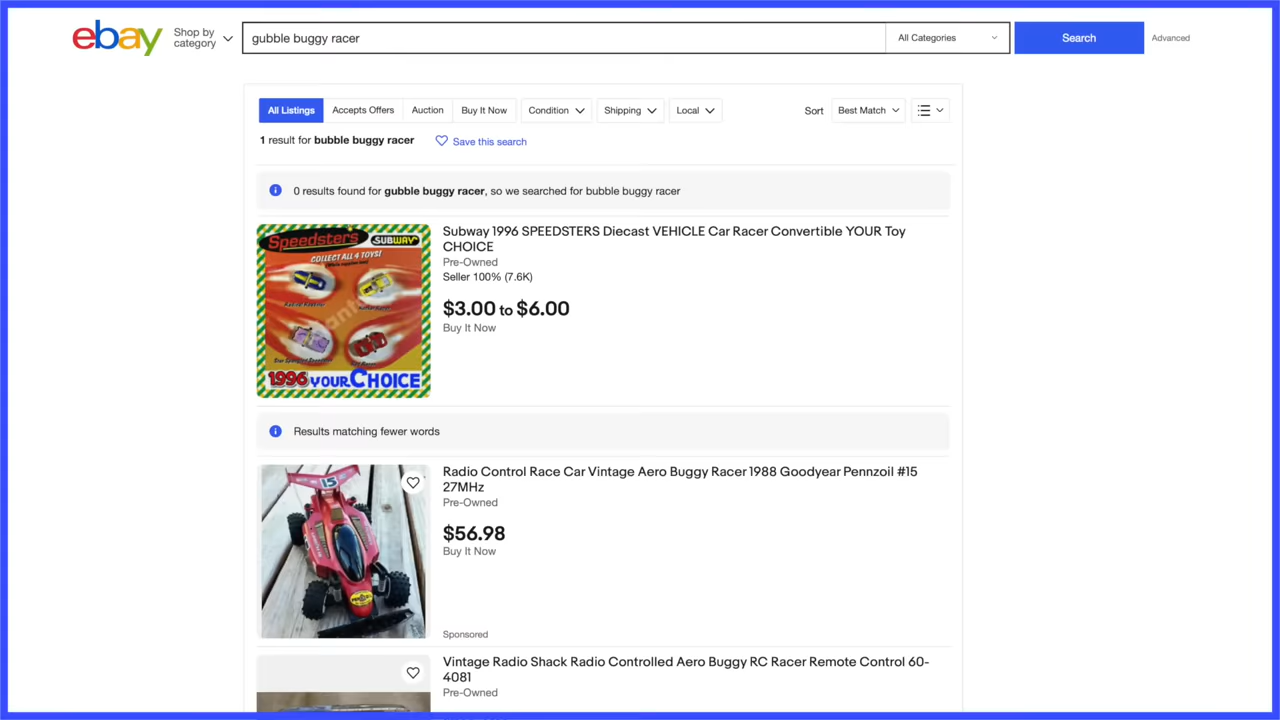 ebay
Shop by
category
gubble buggy racer
All Categories
Search
Advanced
All Listings
Accepts Offers
Auction
Buy It Now
Condition
Shipping
Local
Sort
Best Match
1 result for bubble buggy racer
Save this search
0 results found for gubble buggy racer, so we searched for bubble buggy racer
Speedsters
SUBWAY
COLLECT ALL 4 TOYS!
1996 YOUR CHOICE
Subway 1996 SPEEDSTERS Diecast VEHICLE Car Racer Convertible YOUR Toy
CHOICE
Pre-Owned
Seller 100% (7.6K)
$3.00 to $6.00
Buy It Now
Results matching fewer words
15
PENNZOIL
Radio Control Race Car Vintage Aero Buggy Racer 1988 Goodyear Pennzoil #15
27MHz
Pre-Owned
$56.98
Buy It Now
Sponsored
Vintage Radio Shack Radio Controlled Aero Buggy RC Racer Remote Control 60-
4081
Pre-Owned